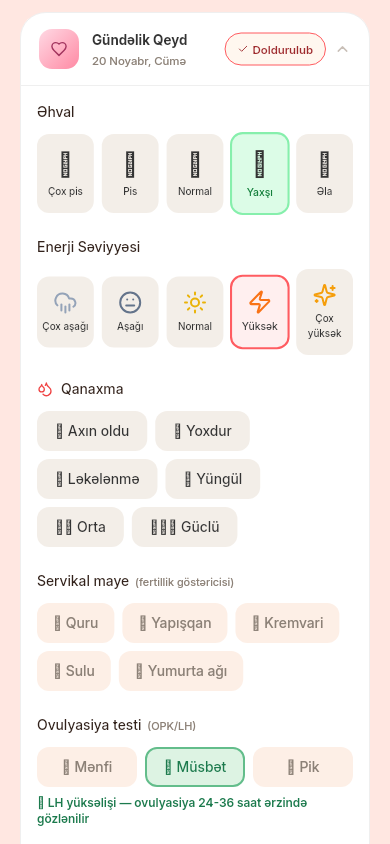 Gündəlik Qeyd
20 Noyabr, Cümə
Doldurulub
Əhval
Çox pis
Pis
Normal
Yaxşı
Əla
Enerji Səviyyəsi
Çox aşağı
Aşağı
Normal
Yüksək
Çox
yüksək
Qanaxma
Axın oldu
Yoxdur
Ləkələnmə
Yüngül
Orta
Güclü
Servikal maye (fertillik göstəricisi)
Quru
Yapışqan
Kremvari
Sulu
Yumurta ağı
Ovulyasiya testi (OPK/LH)
Mənfi
Müsbət
Pik
LH yüksəlişi — ovulyasiya 24-36 saat ərzində
gözlənilir